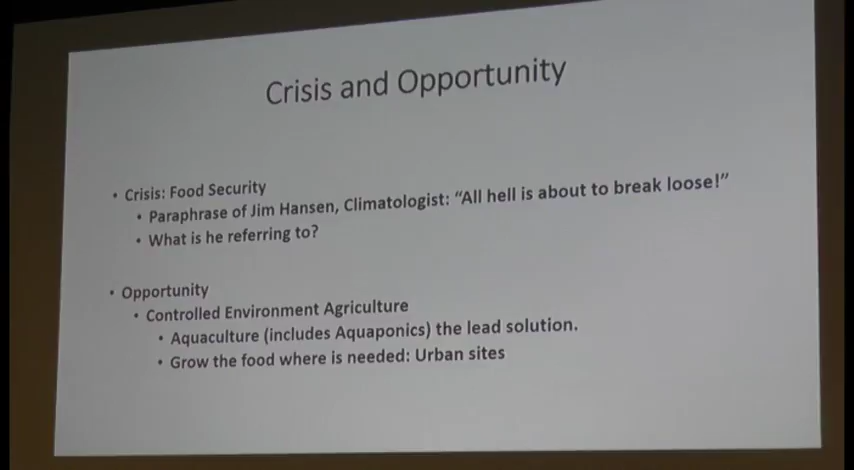 Crisis and Opportunity
• Crisis: Food Security
• Paraphrase of Jim Hansen, Climatologist: “All hell is about to break loose!”
• What is he referring to?
• Opportunity
• Controlled Environment Agriculture
• Aquaculture (includes Aquaponics) the lead solution.
• Grow the food where is needed: Urban sites